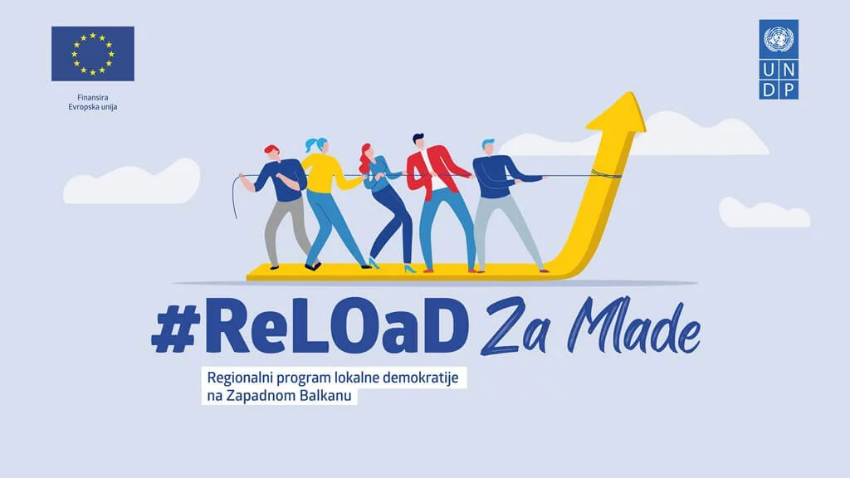 Finansira
Evropska unija
U N
D P
#ReLOaD Za Mlade
Regionalni program lokalne demokratije
na Zapadnom Balkanu